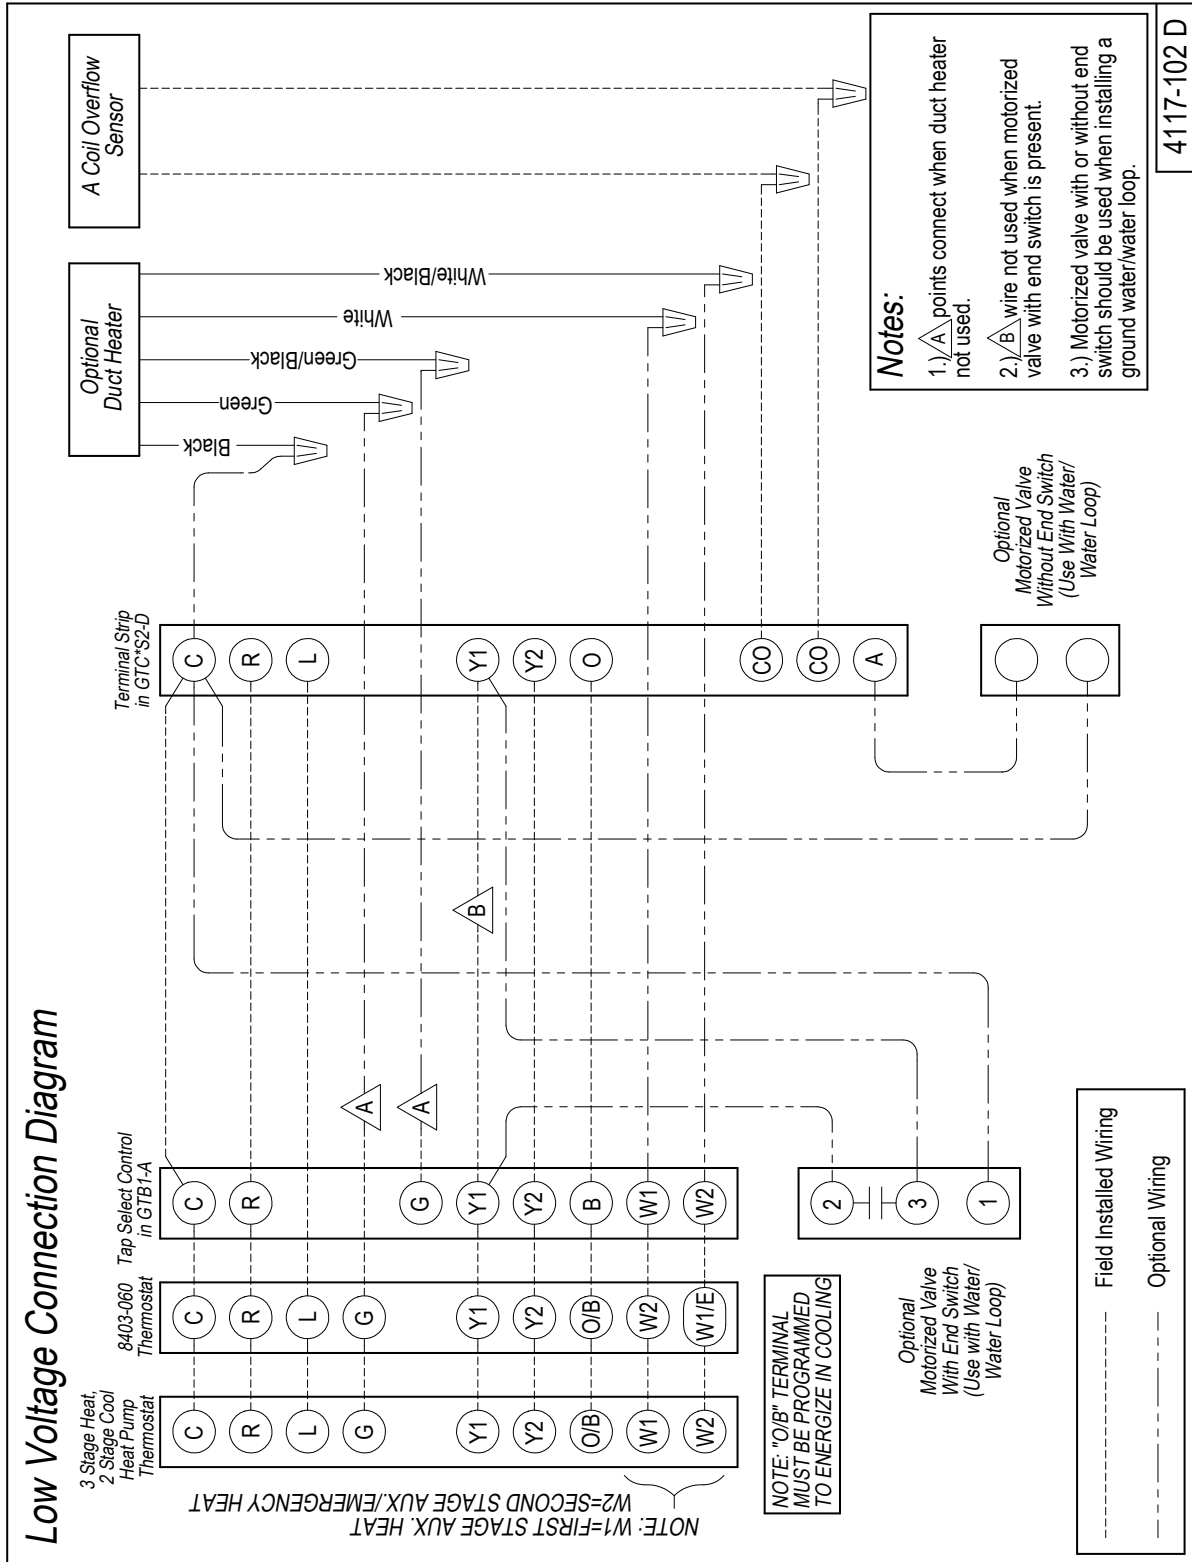 Low Voltage Connection Diagram
3 Stage Heat,
2 Stage Cool
Heat Pump
Thermostat
8403-060
Thermostat
Tap Select Control
in GTB1-A
Terminal Strip
in GTC*S2-D
Optional
Duct Heater
A Coil Overflow
Sensor
C
R
L
G
Y1
Y2
O/B
W1
W2
C
R
L
G
Y1
Y2
O/B
W2
W1/E
C
R
G
Y1
Y2
B
W1
W2
A
A
B
C
R
L
Y1
Y2
O
CO
CO
A
Black
Green
Green/Black
White
White/Black
NOTE: W1=FIRST STAGE AUX. HEAT
W2=SECOND STAGE AUX./EMERGENCY HEAT
NOTE: "O/B" TERMINAL
MUST BE PROGRAMMED
TO ENERGIZE IN COOLING
2
3
1
Optional
Motorized Valve
With End Switch
(Use with Water/
Water Loop)
Optional
Motorized Valve
Without End Switch
(Use With Water/
Water Loop)
Notes:
1.) A points connect when duct heater
not used.
2.) B wire not used when motorized
valve with end switch is present.
3.) Motorized valve with or without end
switch should be used when installing a
ground water/water loop.
Field Installed Wiring
Optional Wiring
4117-102 D